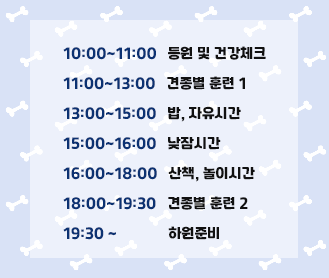 10:00~11:00 등원 및 건강체크
11:00~13:00 견종별 훈련 1
13:00~15:00 밥, 자유시간
15:00~16:00 낮잠시간
16:00~18:00 산책, 놀이시간
18:00~19:30 견종별 훈련 2
19:30 ~ 하원준비